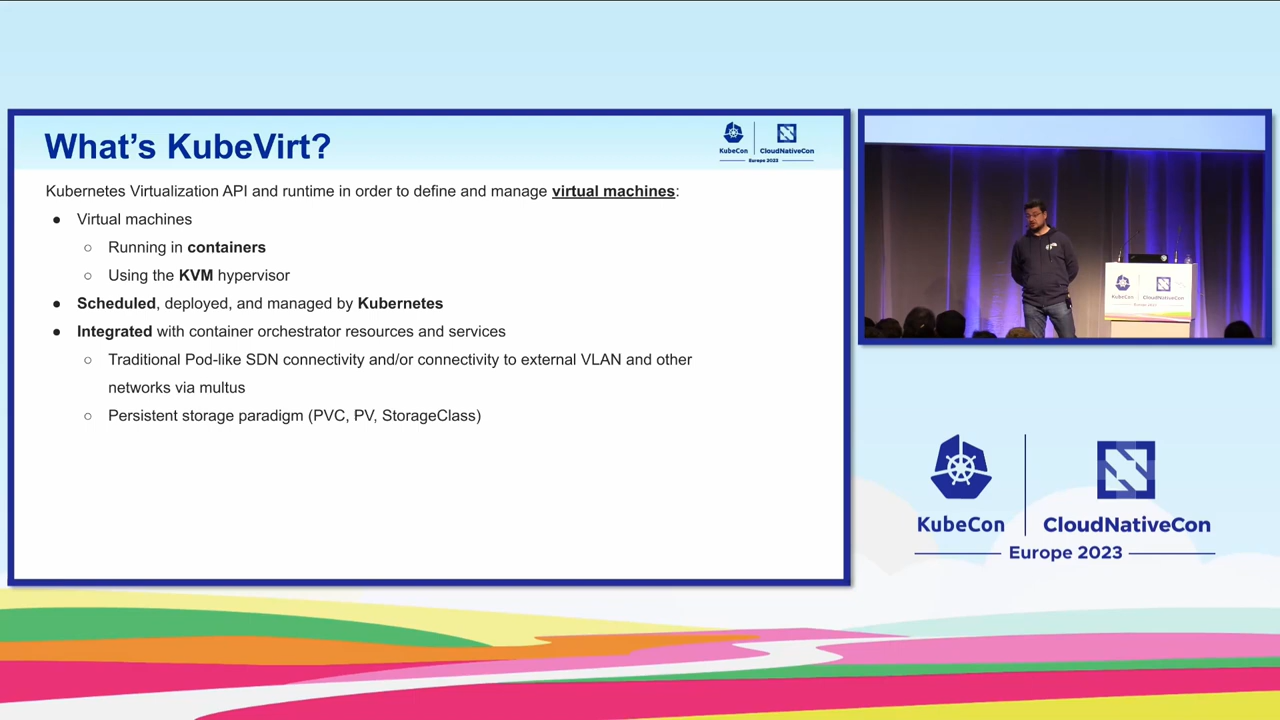 What's KubeVirt?
KubeCon
CloudNativeCon
Europe 2023
Kubernetes Virtualization API and runtime in order to define and manage virtual machines:
● Virtual machines
○ Running in containers
○ Using the KVM hypervisor
● Scheduled, deployed, and managed by Kubernetes
● Integrated with container orchestrator resources and services
○ Traditional Pod-like SDN connectivity and/or connectivity to external VLAN and other
networks via multus
○ Persistent storage paradigm (PVC, PV, StorageClass)
KubeCon
CloudNativeCon
KubeCon
CloudNativeCon
Europe 2023